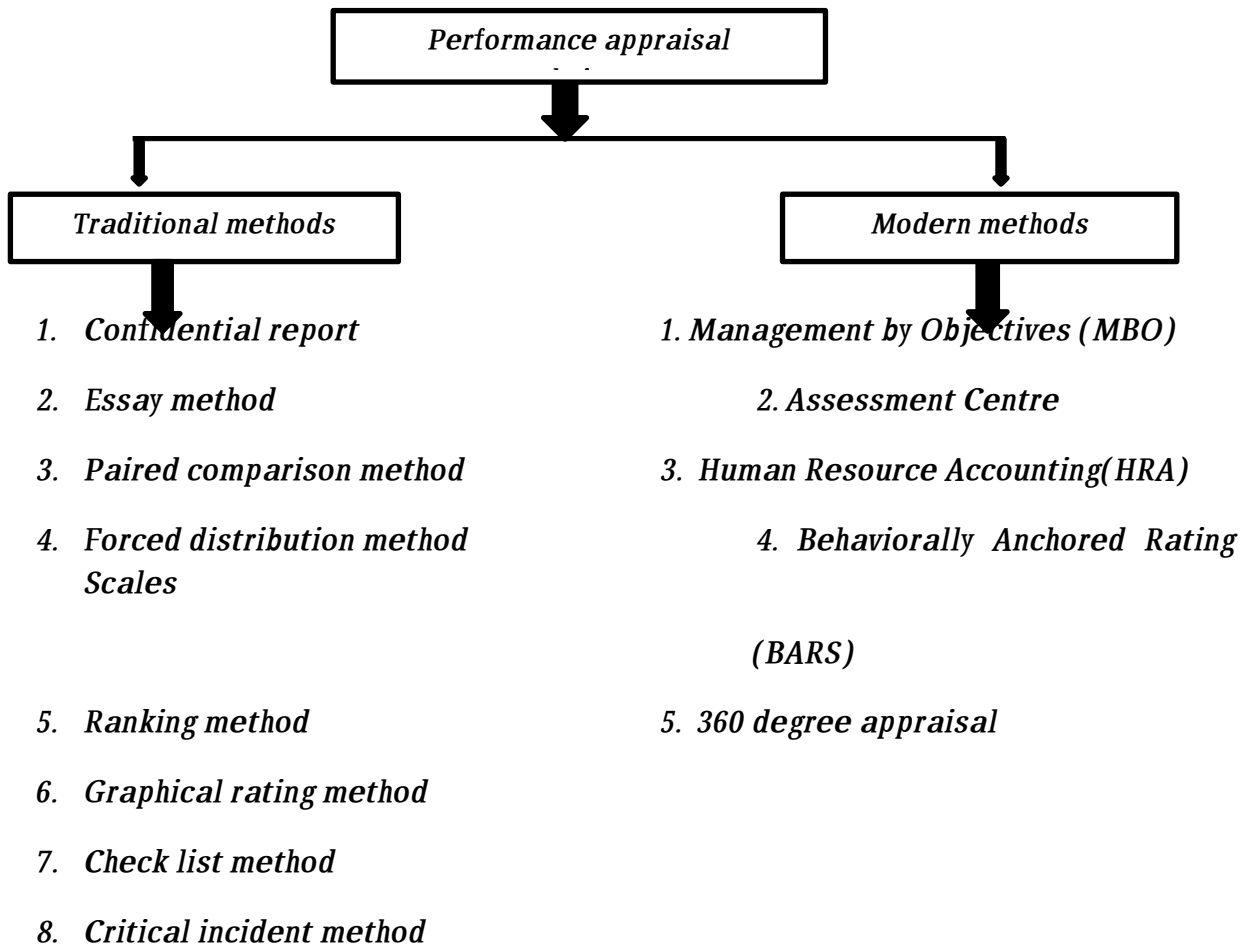 Performance appraisal
Traditional methods
Modern methods
1. Confidential report
1. Management by Objectives (MBO)
2. Essay method
2. Assessment Centre
3. Paired comparison method
3. Human Resource Accounting(HRA)
4. Forced distribution method
4. Behaviorally Anchored Rating
Scales
(BARS)
5. Ranking method
5. 360 degree appraisal
6. Graphical rating method
7. Check list method
8. Critical incident method